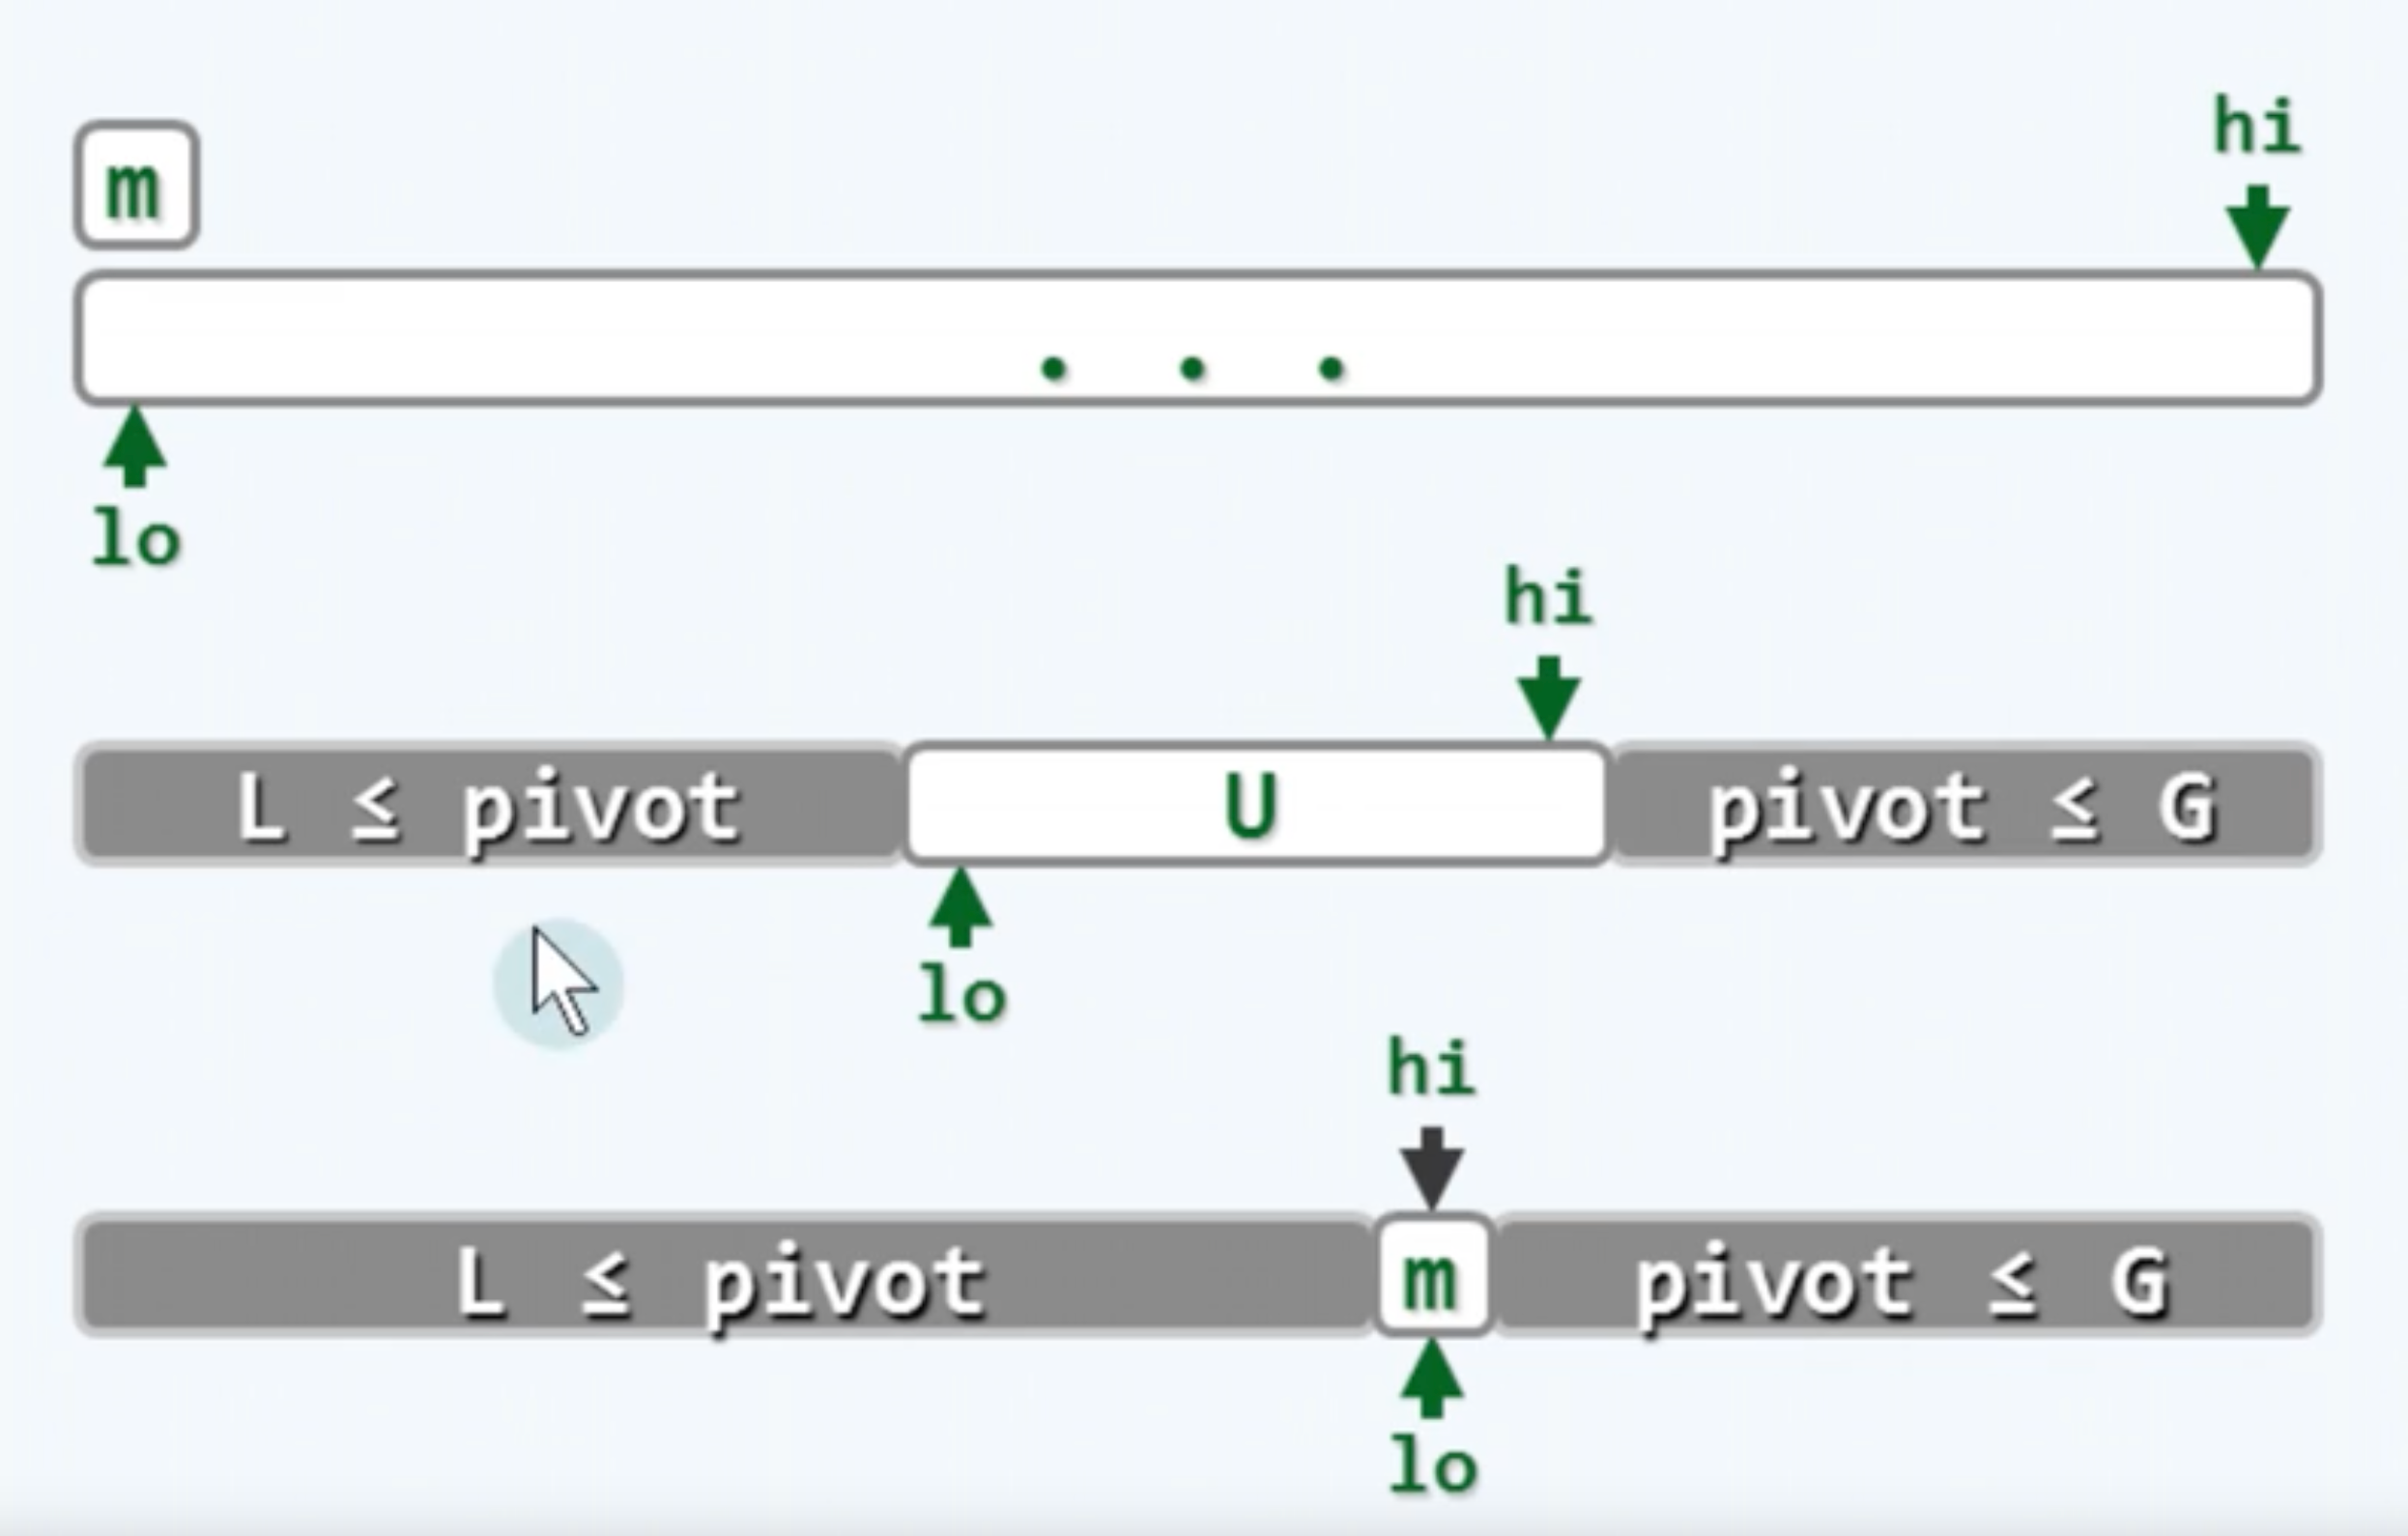 hi
m
. . .
lo
hi
L ≤ pivot U pivot ≤ G
lo
hi
L ≤ pivot m pivot ≤ G
lo